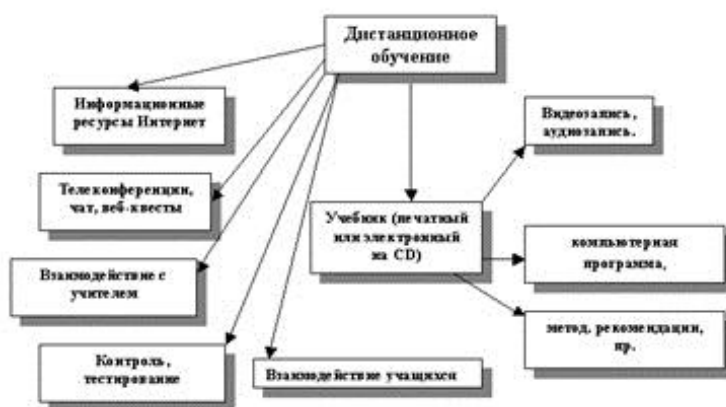 Дистанционное
обучение
Информационные
ресурсы Интернет
Видеозапись,
аудиозапись.
Телеконференции,
чат, веб-квесты
Учебник (печатный
или электронный
на CD)
компьютерная
программа,
Взаимодействие с
учителем
метод. рекомендации,
пр.
Контроль,
тестирование
Взаимодействие учащихся